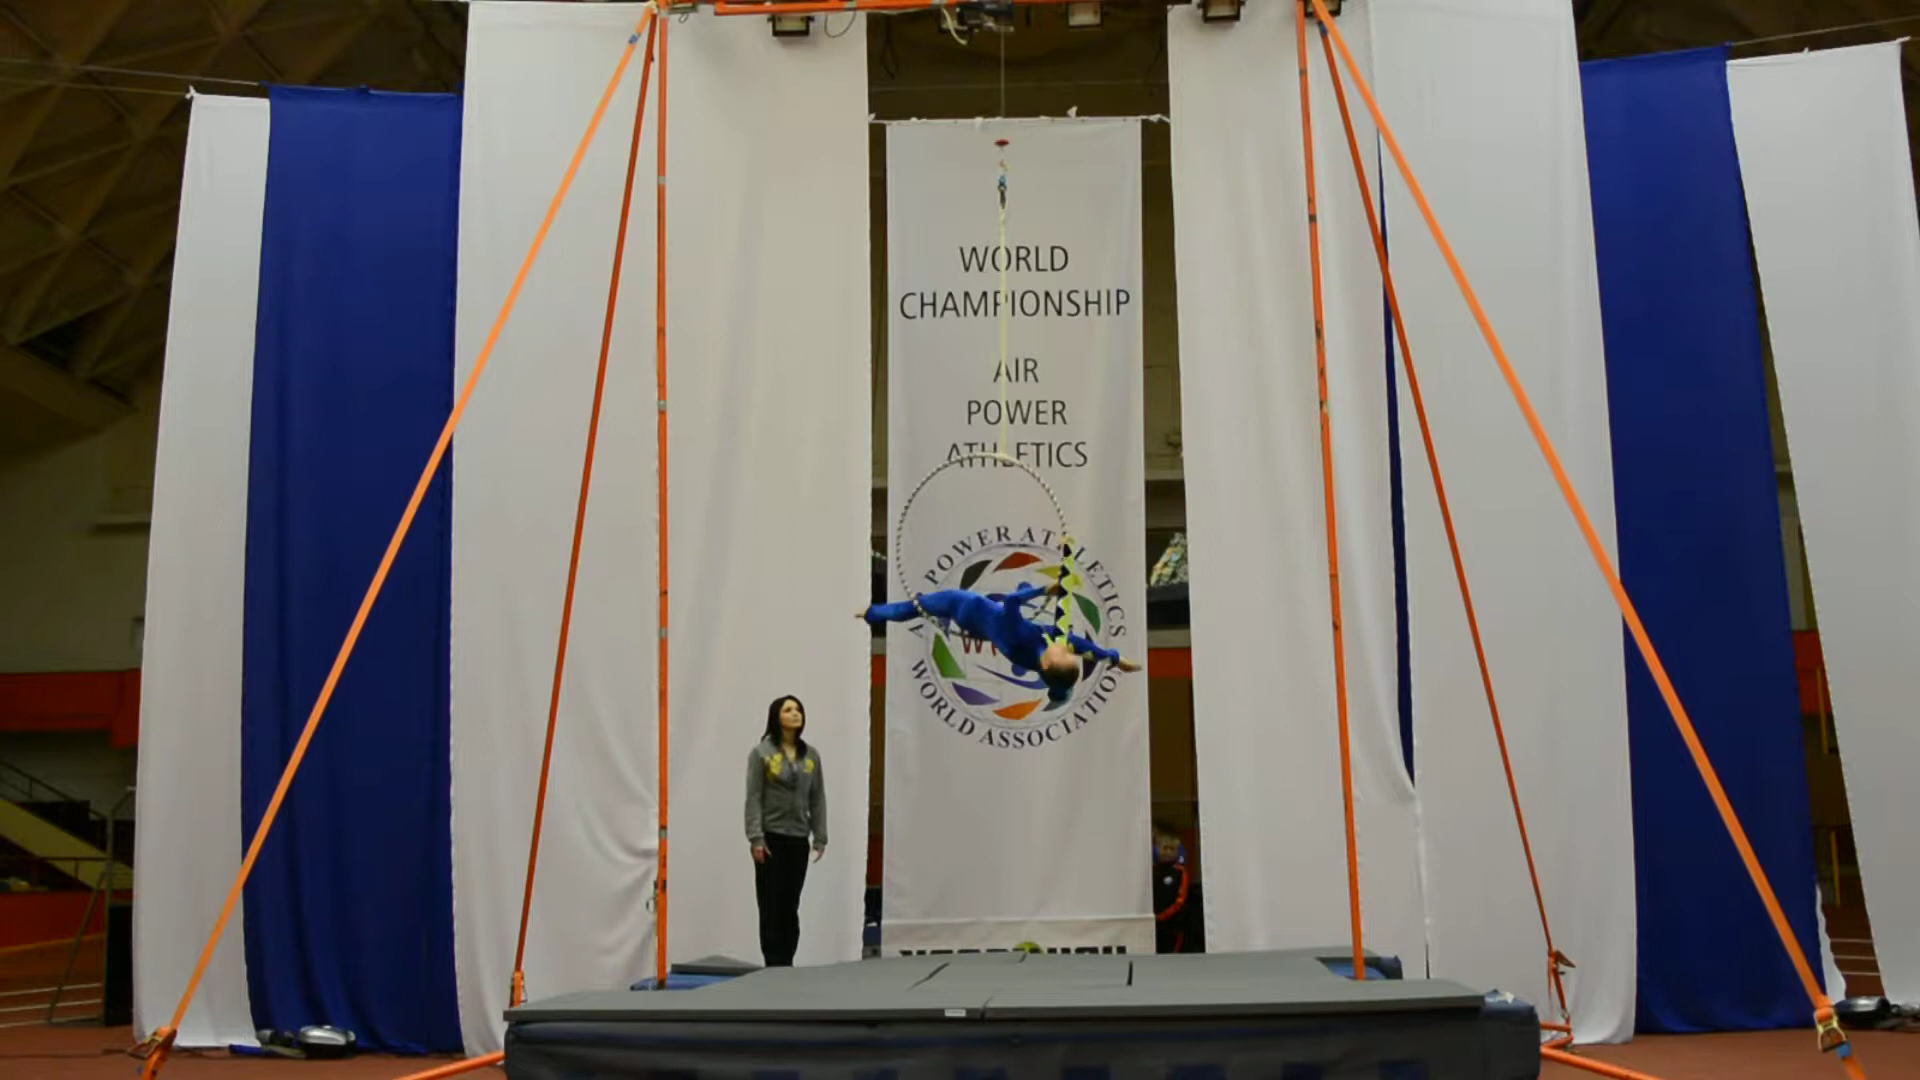 WORLD
CHAMPIONSHIP
AIR
POWER
ATHLETICS
POWER ATHLETICS
WORLD ASSOCIATION